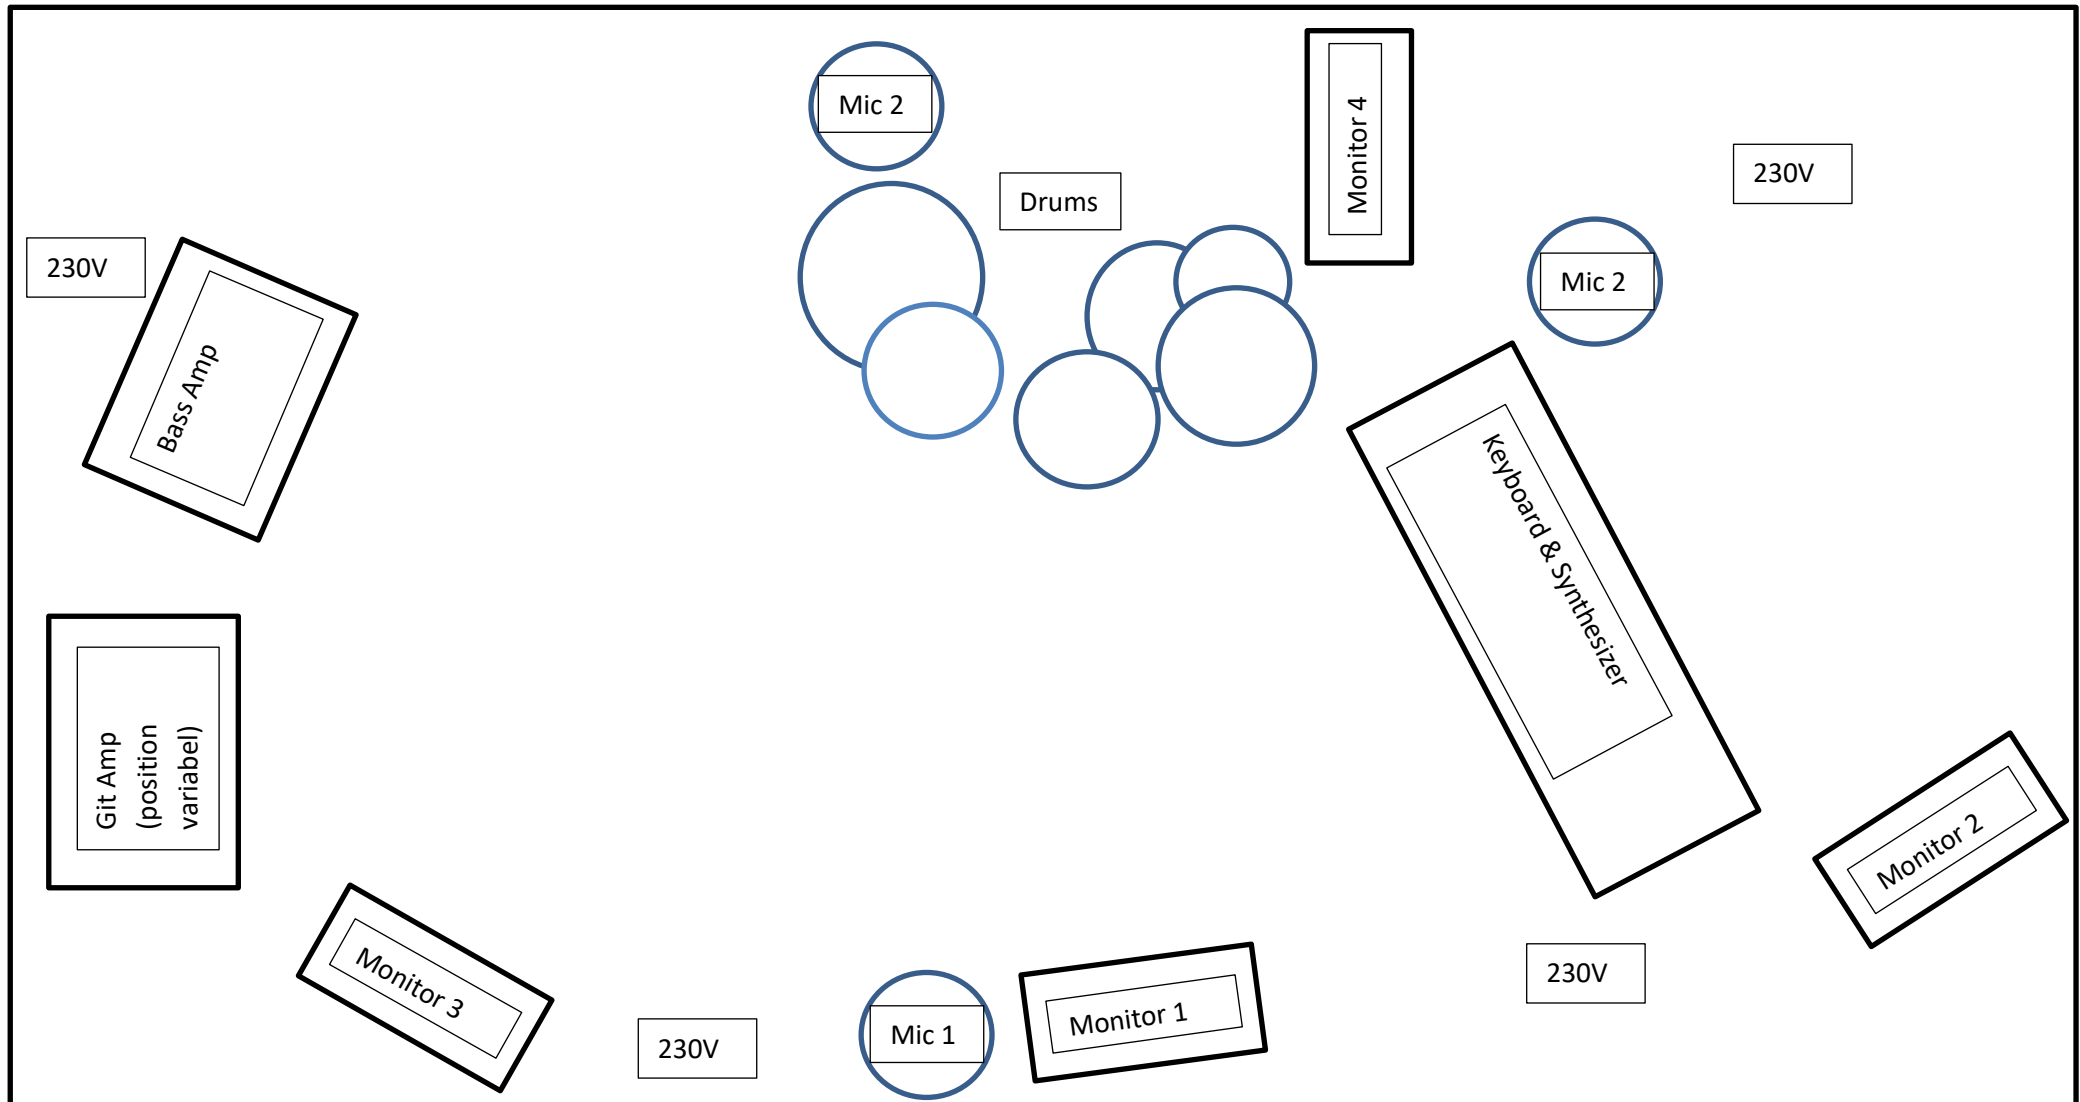 Mic 2
Monitor 4
230V
Drums
230V
Mic 2
Bass Amp
Keyboard & Synthesizer
Git Amp
(position
variabel)
Monitor 2
Monitor 3
230V
Monitor 1
Mic 1
230V